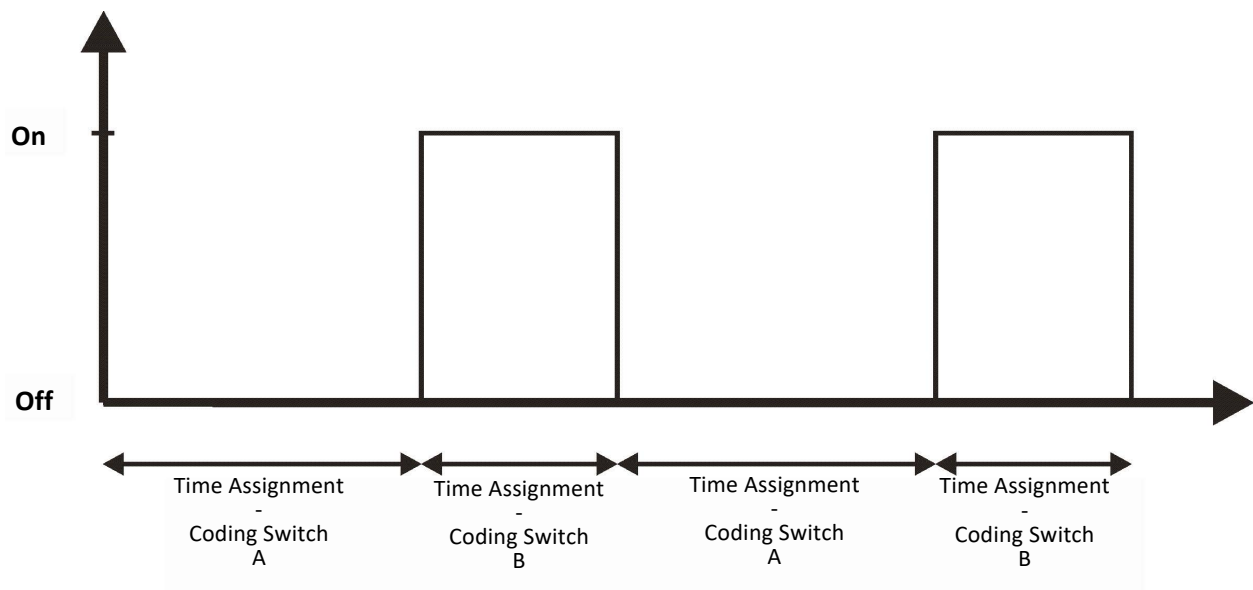 On
Off
Time Assignment
-
Coding Switch
A
Time Assignment
-
Coding Switch
B
Time Assignment
-
Coding Switch
A
Time Assignment
-
Coding Switch
B